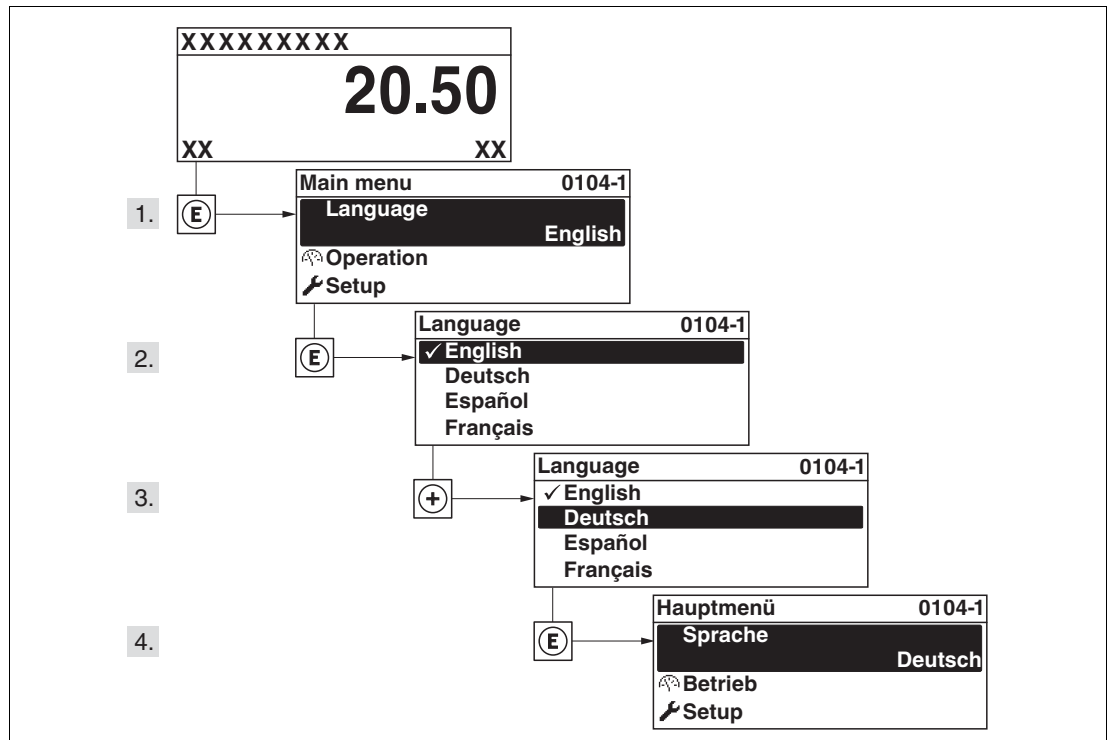 XXXXXXXXX
20.50
XX XX
1. E
Main menu 0104-1
Language
English
Operation
Setup
2. E
Language 0104-1
✓ English
Deutsch
Español
Français
3. +
Language 0104-1
✓ English
Deutsch
Español
Français
4. E
Hauptmenü 0104-1
Sprache
Deutsch
Betrieb
Setup